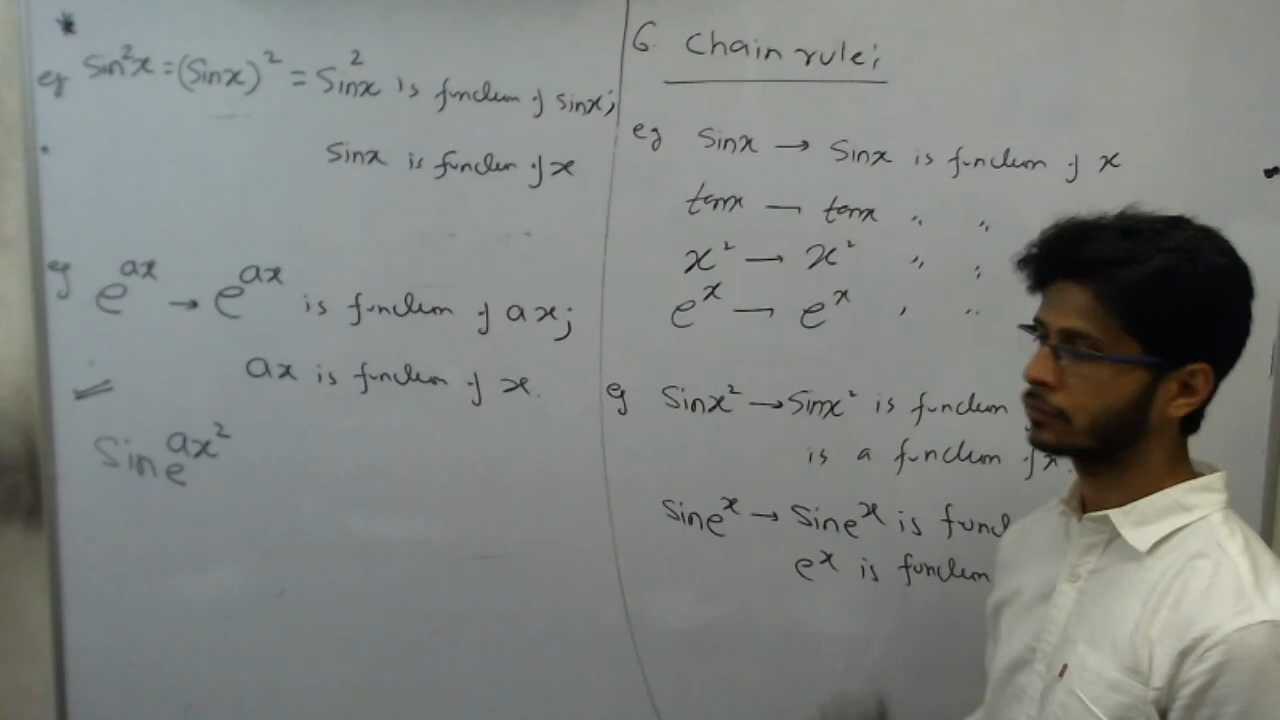 eg Sin²x = (Sinx)² = Sin²x is function of sinx;
Sinx is function of x
eg e^ax → e^ax is function of ax;
ax is function of x.
Sin e^ax²
6. Chain rule;
eg Sinx → Sinx is function of x
tanx — tanx " "
x² → x² " "
e^x — e^x " "
eg Sinx² → Sinx² is function
is a function of x.
Sine^x → Sine^x is func
e^x is function